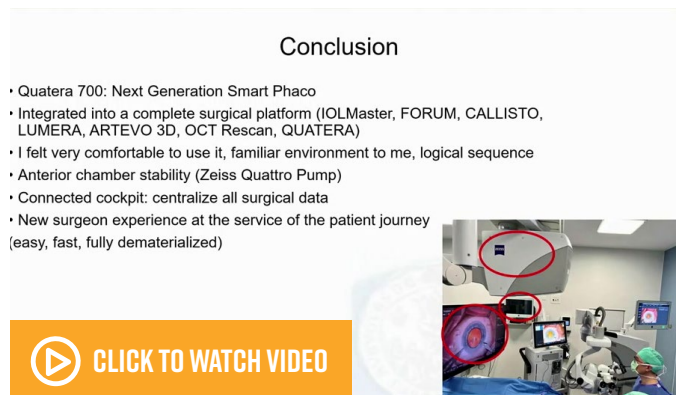 Conclusion
• Quatera 700: Next Generation Smart Phaco
• Integrated into a complete surgical platform (IOLMaster, FORUM, CALLISTO,
LUMERA, ARTEVO 3D, OCT Rescan, QUATERA)
• I felt very comfortable to use it, familiar environment to me, logical sequence
• Anterior chamber stability (Zeiss Quattro Pump)
• Connected cockpit: centralize all surgical data
• New surgeon experience at the service of the patient journey
(easy, fast, fully dematerialized)
CLICK TO WATCH VIDEO